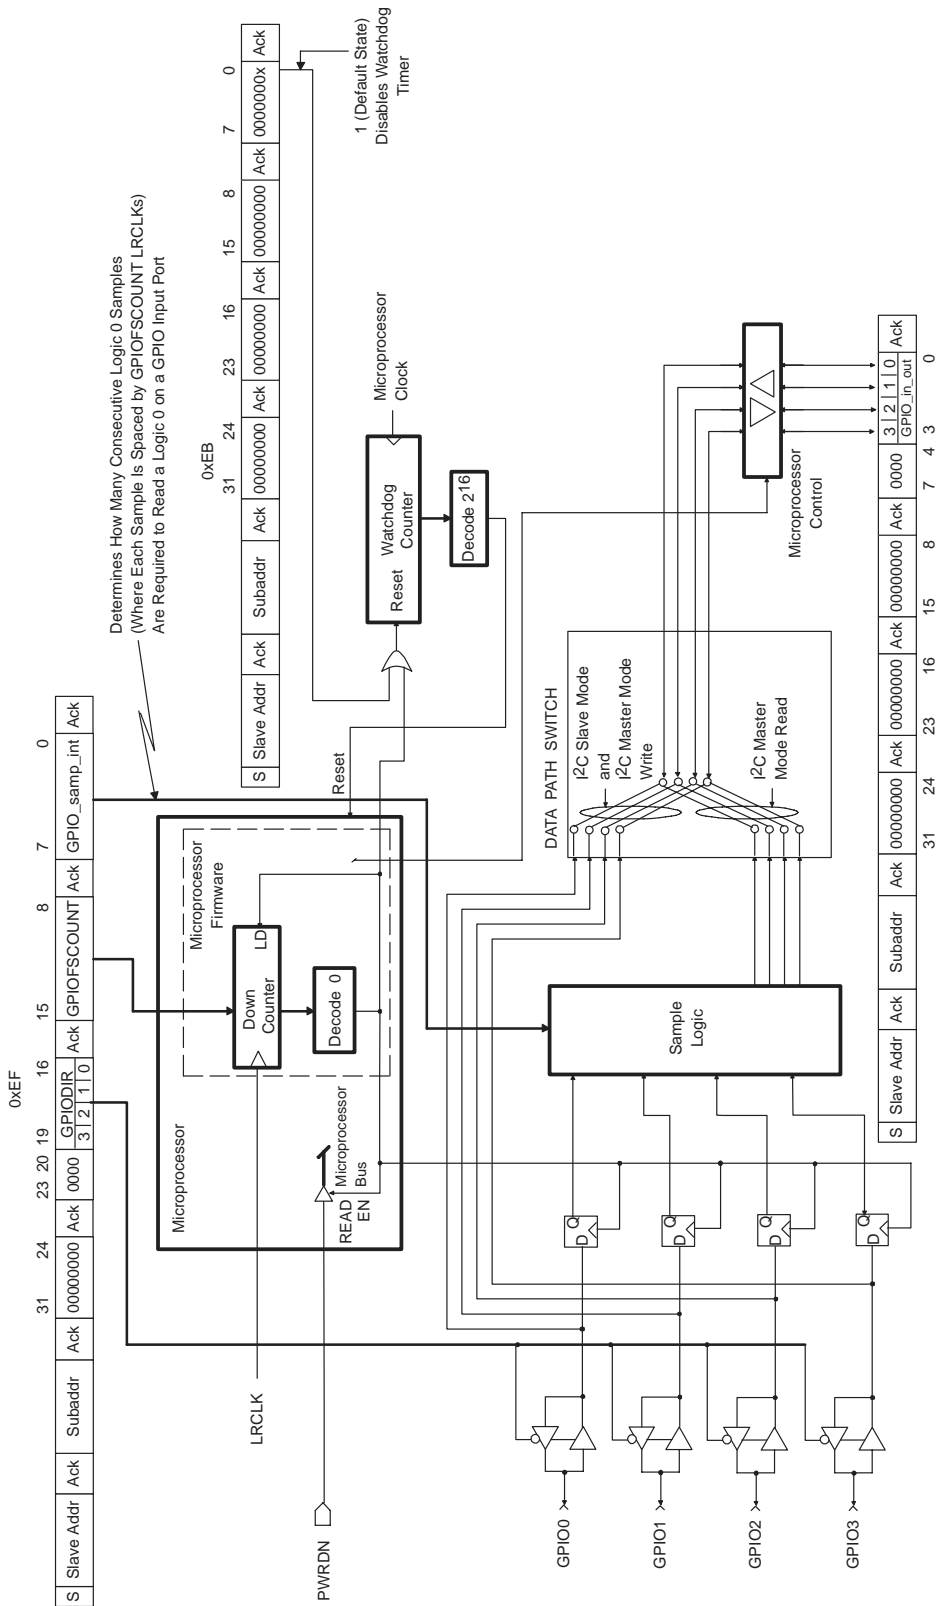 0xEF
31 24 23 20 19 16 15 8 7 0
S Slave Addr Ack Subaddr Ack 00000000 Ack 0000 GPIODIR Ack GPIOFSCOUNT Ack GPIO_samp_int Ack
3 2 1 0
Determines How Many Consecutive Logic 0 Samples
(Where Each Sample Is Spaced by GPIOFSCOUNT LRCLKs)
Are Required to Read a Logic 0 on a GPIO Input Port
Microprocessor
Microprocessor
Firmware
Down
Counter
LD
Decode 0
LRCLK
PWRDN
READ
EN
Microprocessor
Bus
Reset
0xEB
31 24 23 16 15 8 7 0
S Slave Addr Ack Subaddr Ack 00000000 Ack 00000000 Ack 00000000 Ack 0000000x Ack
1 (Default State)
Disables Watchdog
Timer
Reset
Watchdog
Counter
Microprocessor
Clock
Decode 2^16
DATA PATH SWITCH
I2C Slave Mode
and
I2C Master Mode
Write
I2C Master
Mode Read
Microprocessor
Control
Sample
Logic
D Q
D Q
D Q
D Q
GPIO0
GPIO1
GPIO2
GPIO3
S Slave Addr Ack Subaddr Ack 00000000 Ack 00000000 Ack 00000000 Ack 0000 3 2 1 0 Ack
GPIO_in_out
31 24 23 16 15 8 7 4 3 0